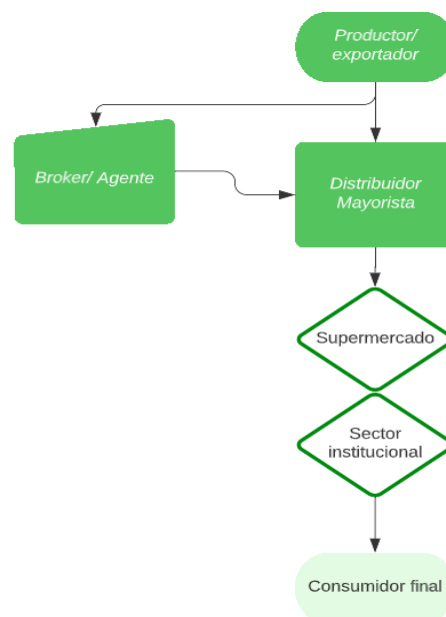 Productor/
exportador
Broker/ Agente
Distribuidor
Mayorista
Supermercado
Sector
institucional
Consumidor final